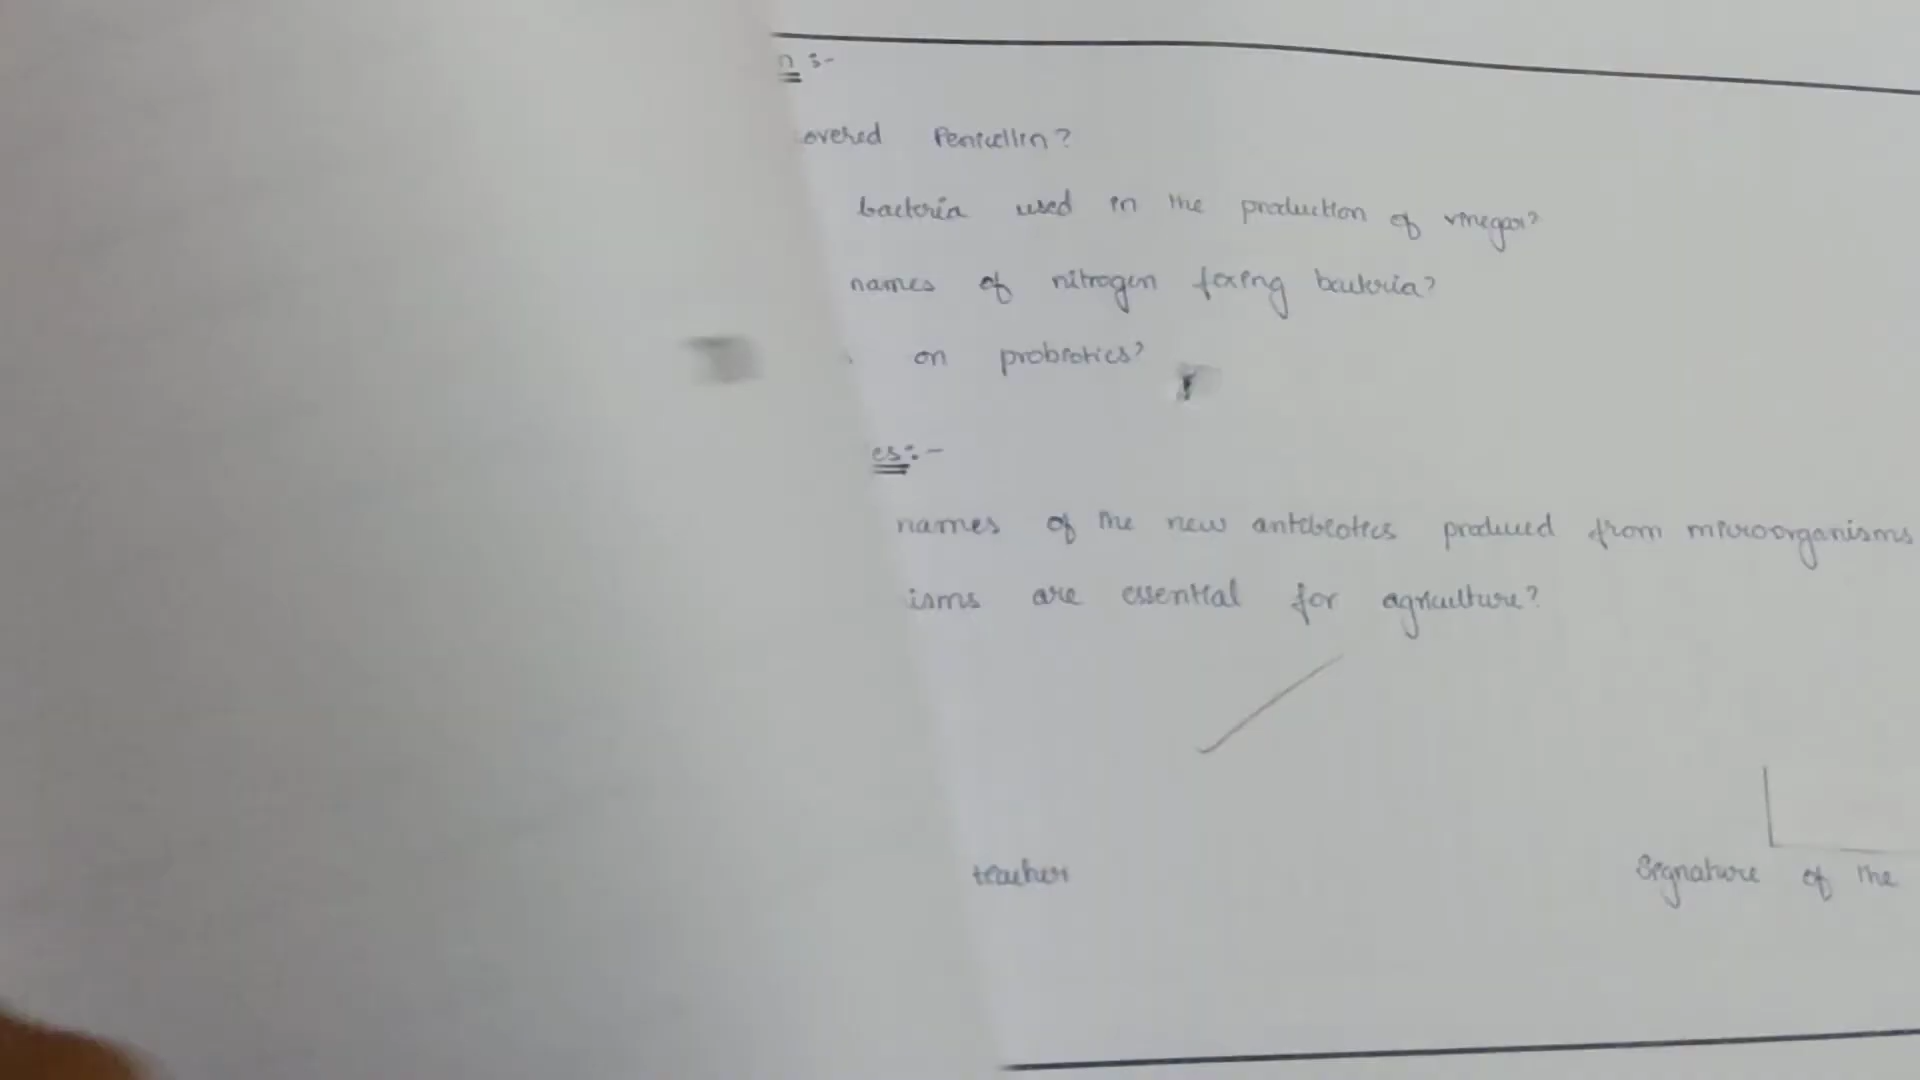 n :-
overed Penicillin?
bacteria used in the production of vinegar?
names of nitrogen fixing bacteria?
on probiotics?
es:-
names of the new antibiotics produced from microorganisms
isms are essential for agriculture?
teacher
Signature of the